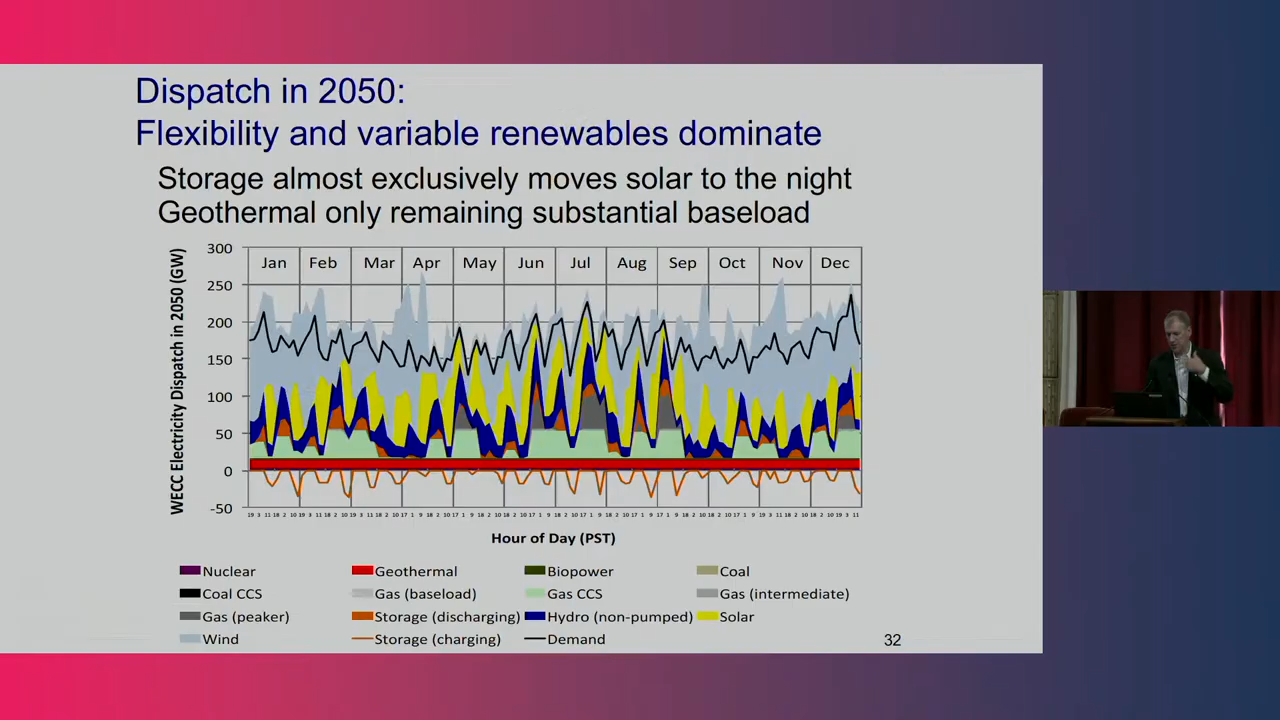 Dispatch in 2050:
Flexibility and variable renewables dominate
Storage almost exclusively moves solar to the night
Geothermal only remaining substantial baseload
WECC Electricity Dispatch in 2050 (GW)
300
250
200
150
100
50
0
-50
Jan Feb Mar Apr May Jun Jul Aug Sep Oct Nov Dec
Hour of Day (PST)
Nuclear Geothermal Biopower Coal
Coal CCS Gas (baseload) Gas CCS Gas (intermediate)
Gas (peaker) Storage (discharging) Hydro (non-pumped) Solar
Wind Storage (charging) Demand
32